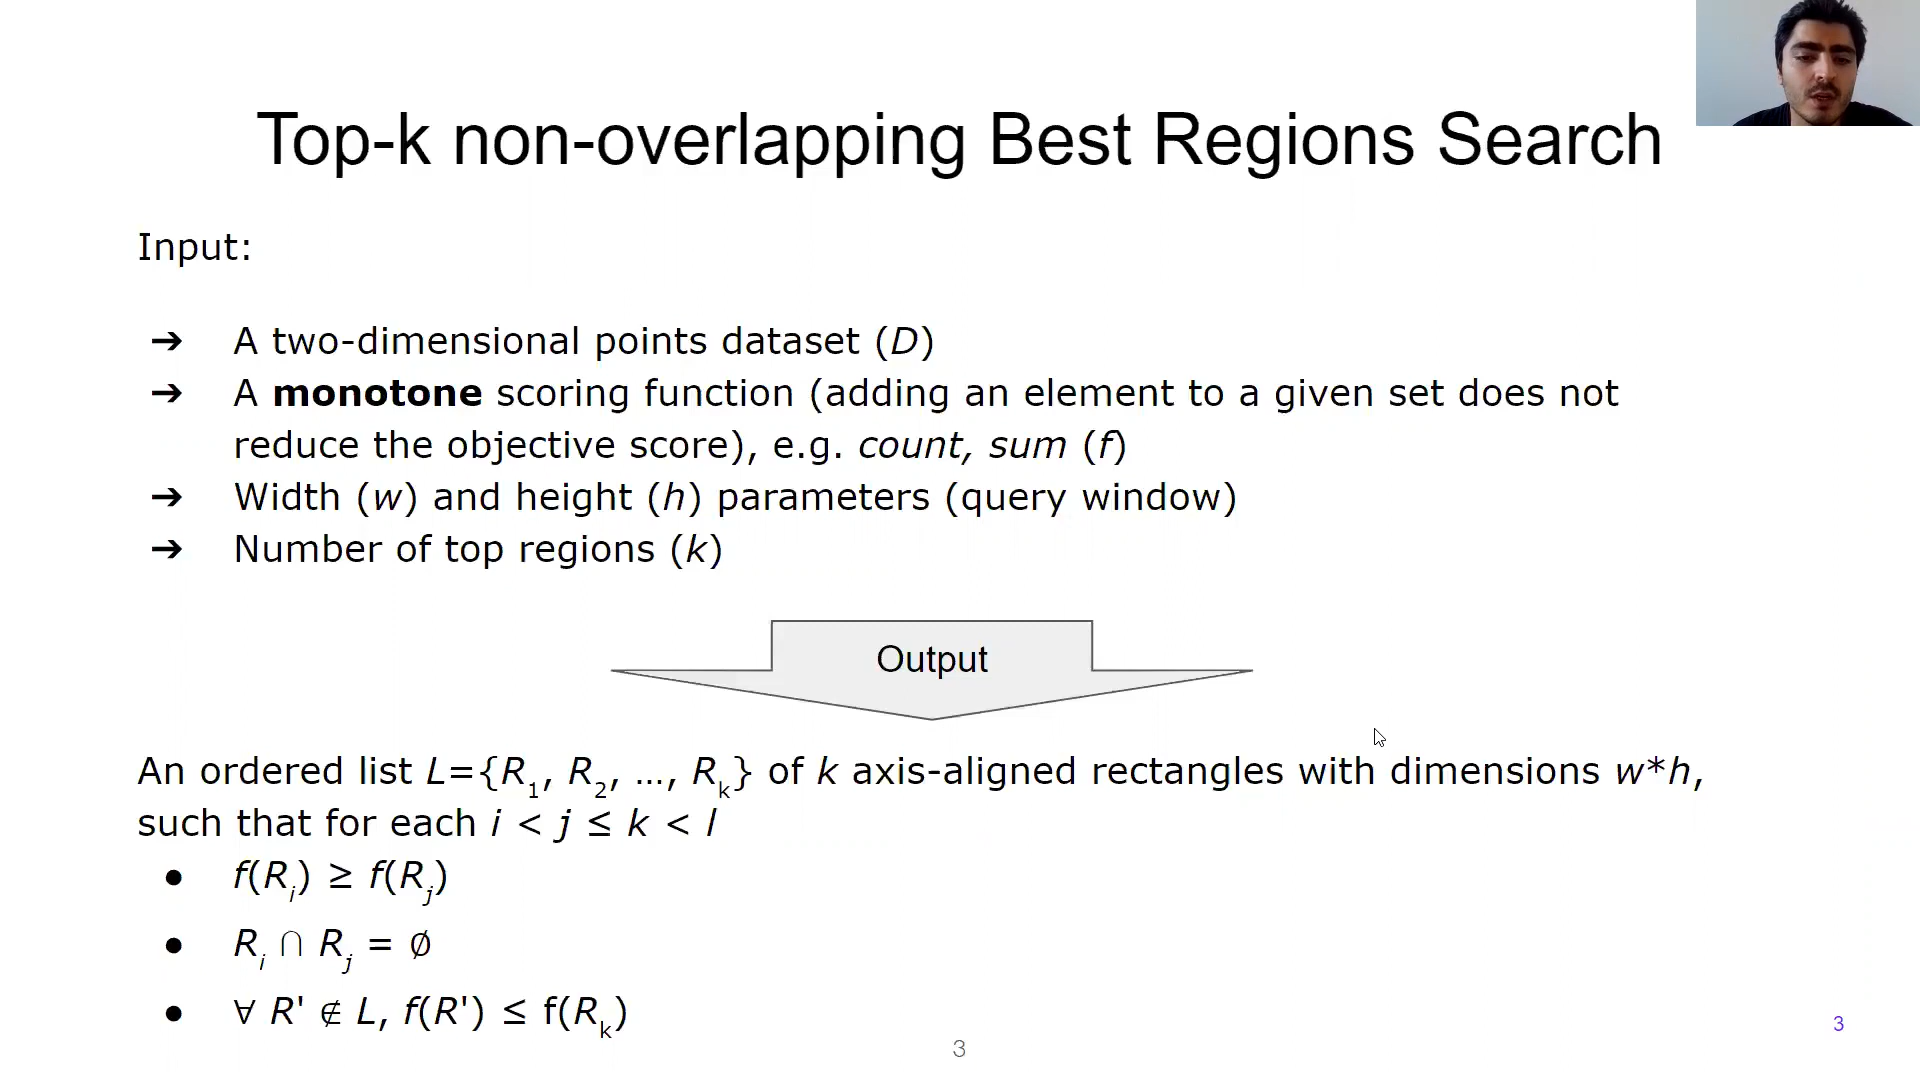 Top-k non-overlapping Best Regions Search
Input:
➔ A two-dimensional points dataset (D)
➔ A monotone scoring function (adding an element to a given set does not
reduce the objective score), e.g. count, sum (f)
➔ Width (w) and height (h) parameters (query window)
➔ Number of top regions (k)
Output
An ordered list L={R1, R2, …, Rk} of k axis-aligned rectangles with dimensions w*h,
such that for each i < j ≤ k < l
● f(Ri) ≥ f(Rj)
● Ri ∩ Rj = ∅
● ∀ R' ∉ L, f(R') ≤ f(Rk)
3
3